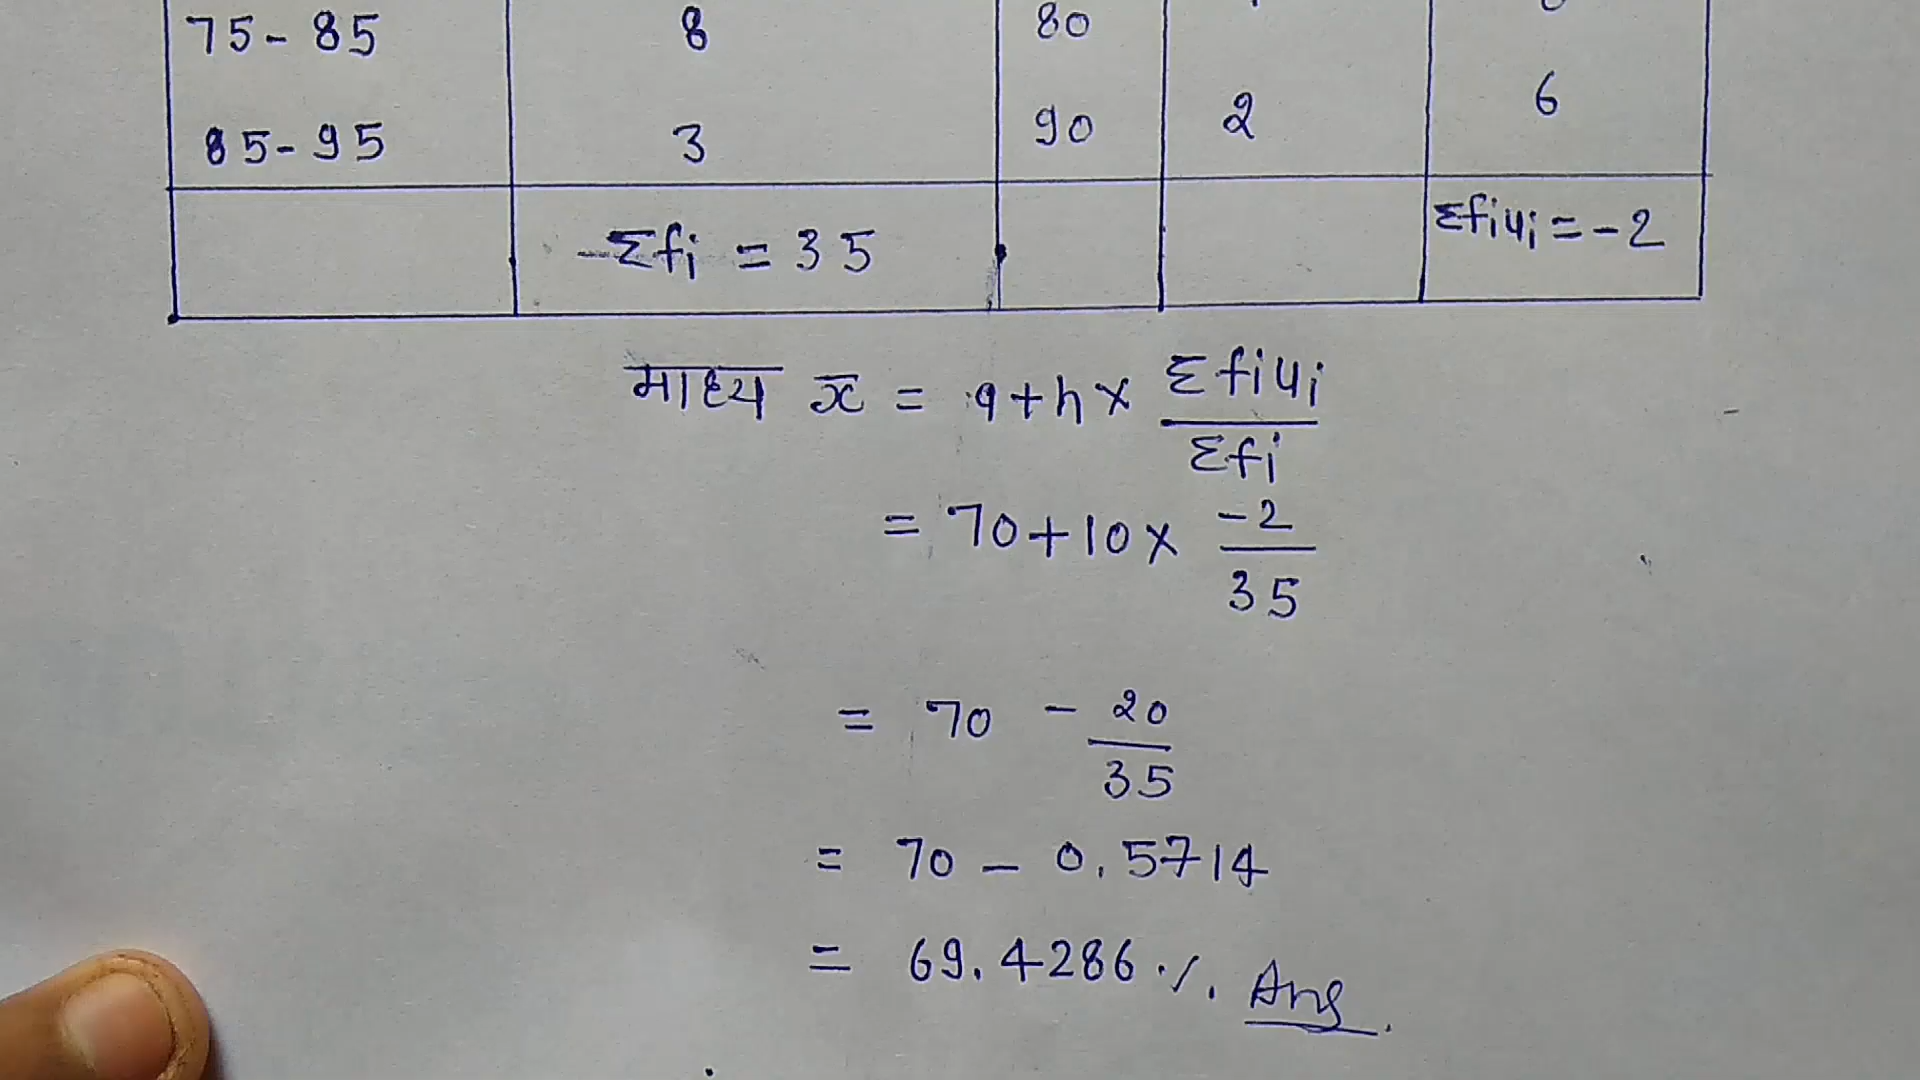 75-85 8 80
85-95 3 90 2 6
Σfi = 35 Σfiui = -2
माध्य x̄ = a+h× Σfiui / Σfi
= 70+10× -2 / 35
= 70 - 20 / 35
= 70 - 0.5714
= 69.4286 %. Ans.